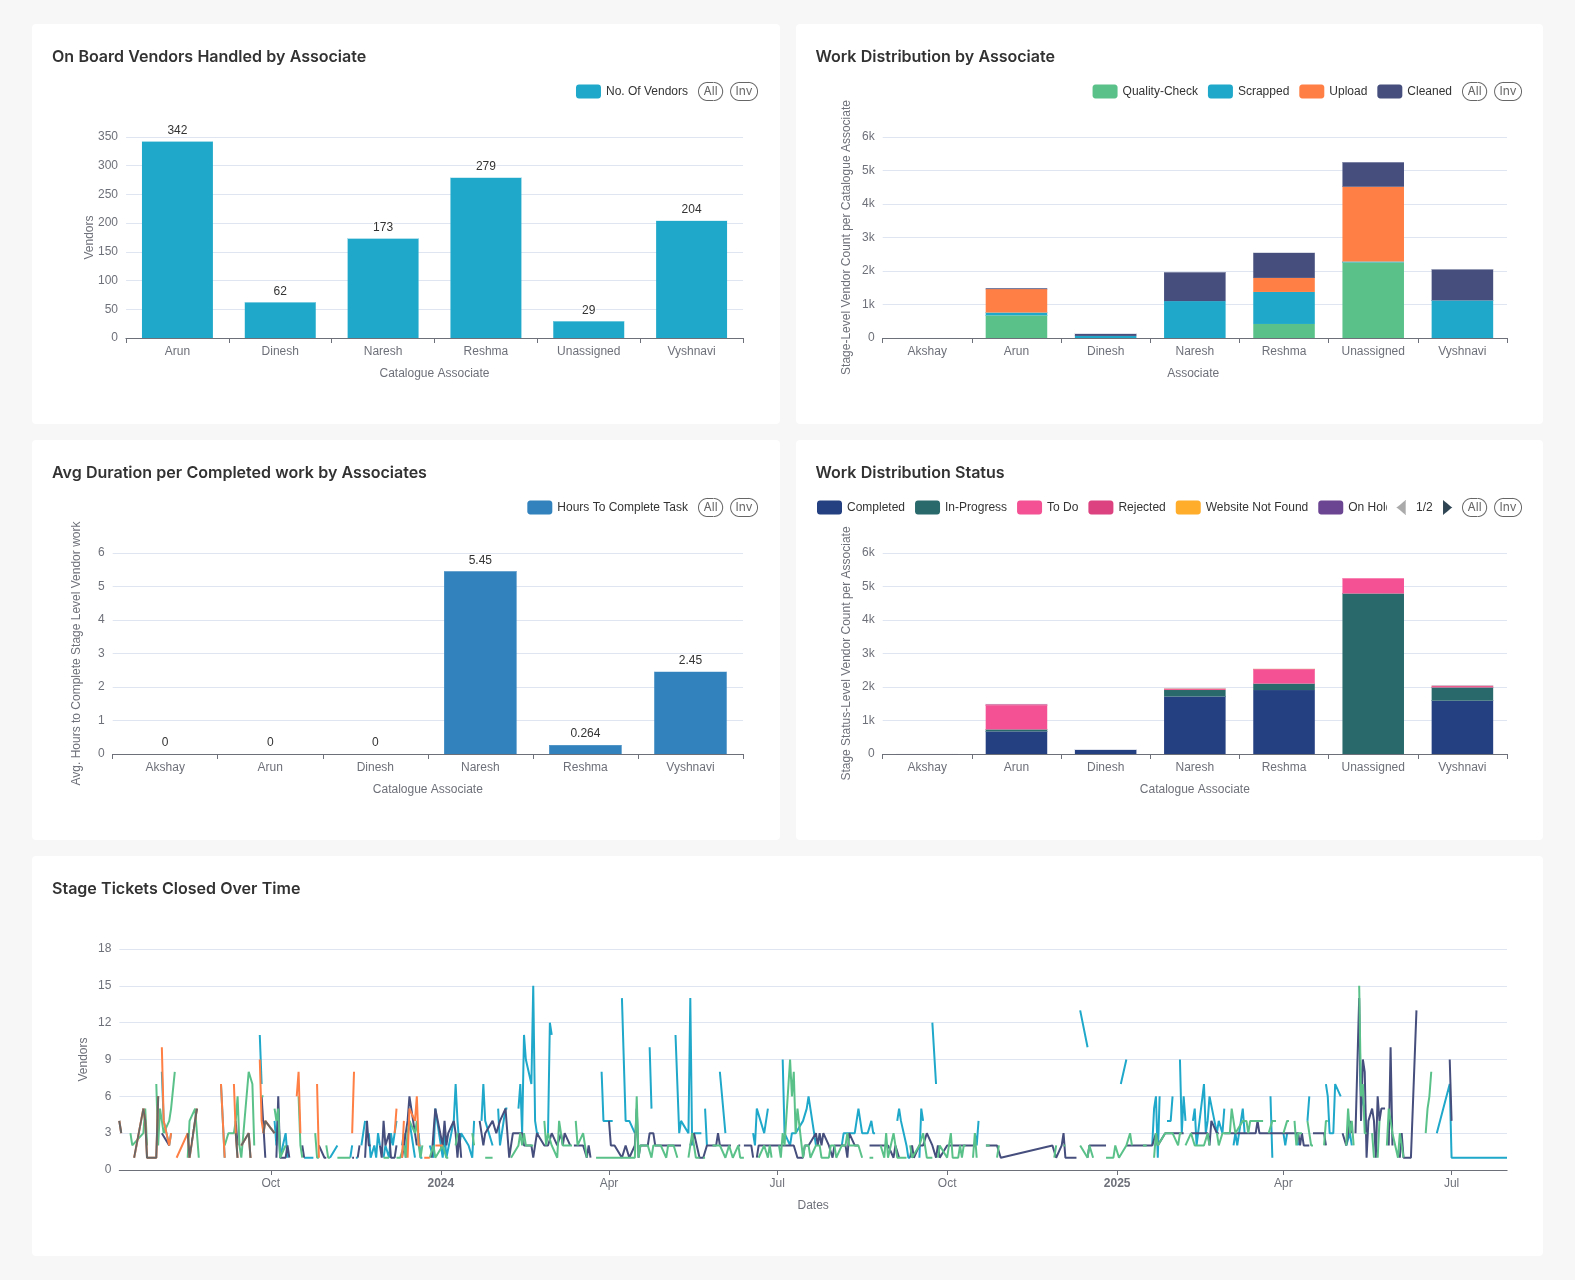 On Board Vendors Handled by Associate
No. Of Vendors All Inv
Vendors
350
300
250
200
150
100
50
0
342
62
173
279
29
204
Arun Dinesh Naresh Reshma Unassigned Vyshnavi
Catalogue Associate
Work Distribution by Associate
Quality-Check Scrapped Upload Cleaned All Inv
Stage-Level Vendor Count per Catalogue Associate
6k
5k
4k
3k
2k
1k
0
Akshay Arun Dinesh Naresh Reshma Unassigned Vyshnavi
Associate
Avg Duration per Completed work by Associates
Hours To Complete Task All Inv
Avg. Hours to Complete Stage Level Vendor work
6
5
4
3
2
1
0
0
0
0
5.45
0.264
2.45
Akshay Arun Dinesh Naresh Reshma Vyshnavi
Catalogue Associate
Work Distribution Status
Completed In-Progress To Do Rejected Website Not Found On Hol 1/2 All Inv
Stage Status-Level Vendor Count per Associate
6k
5k
4k
3k
2k
1k
0
Akshay Arun Dinesh Naresh Reshma Unassigned Vyshnavi
Catalogue Associate
Stage Tickets Closed Over Time
Vendors
18
15
12
9
6
3
0
Oct 2024 Apr Jul Oct 2025 Apr Jul
Dates